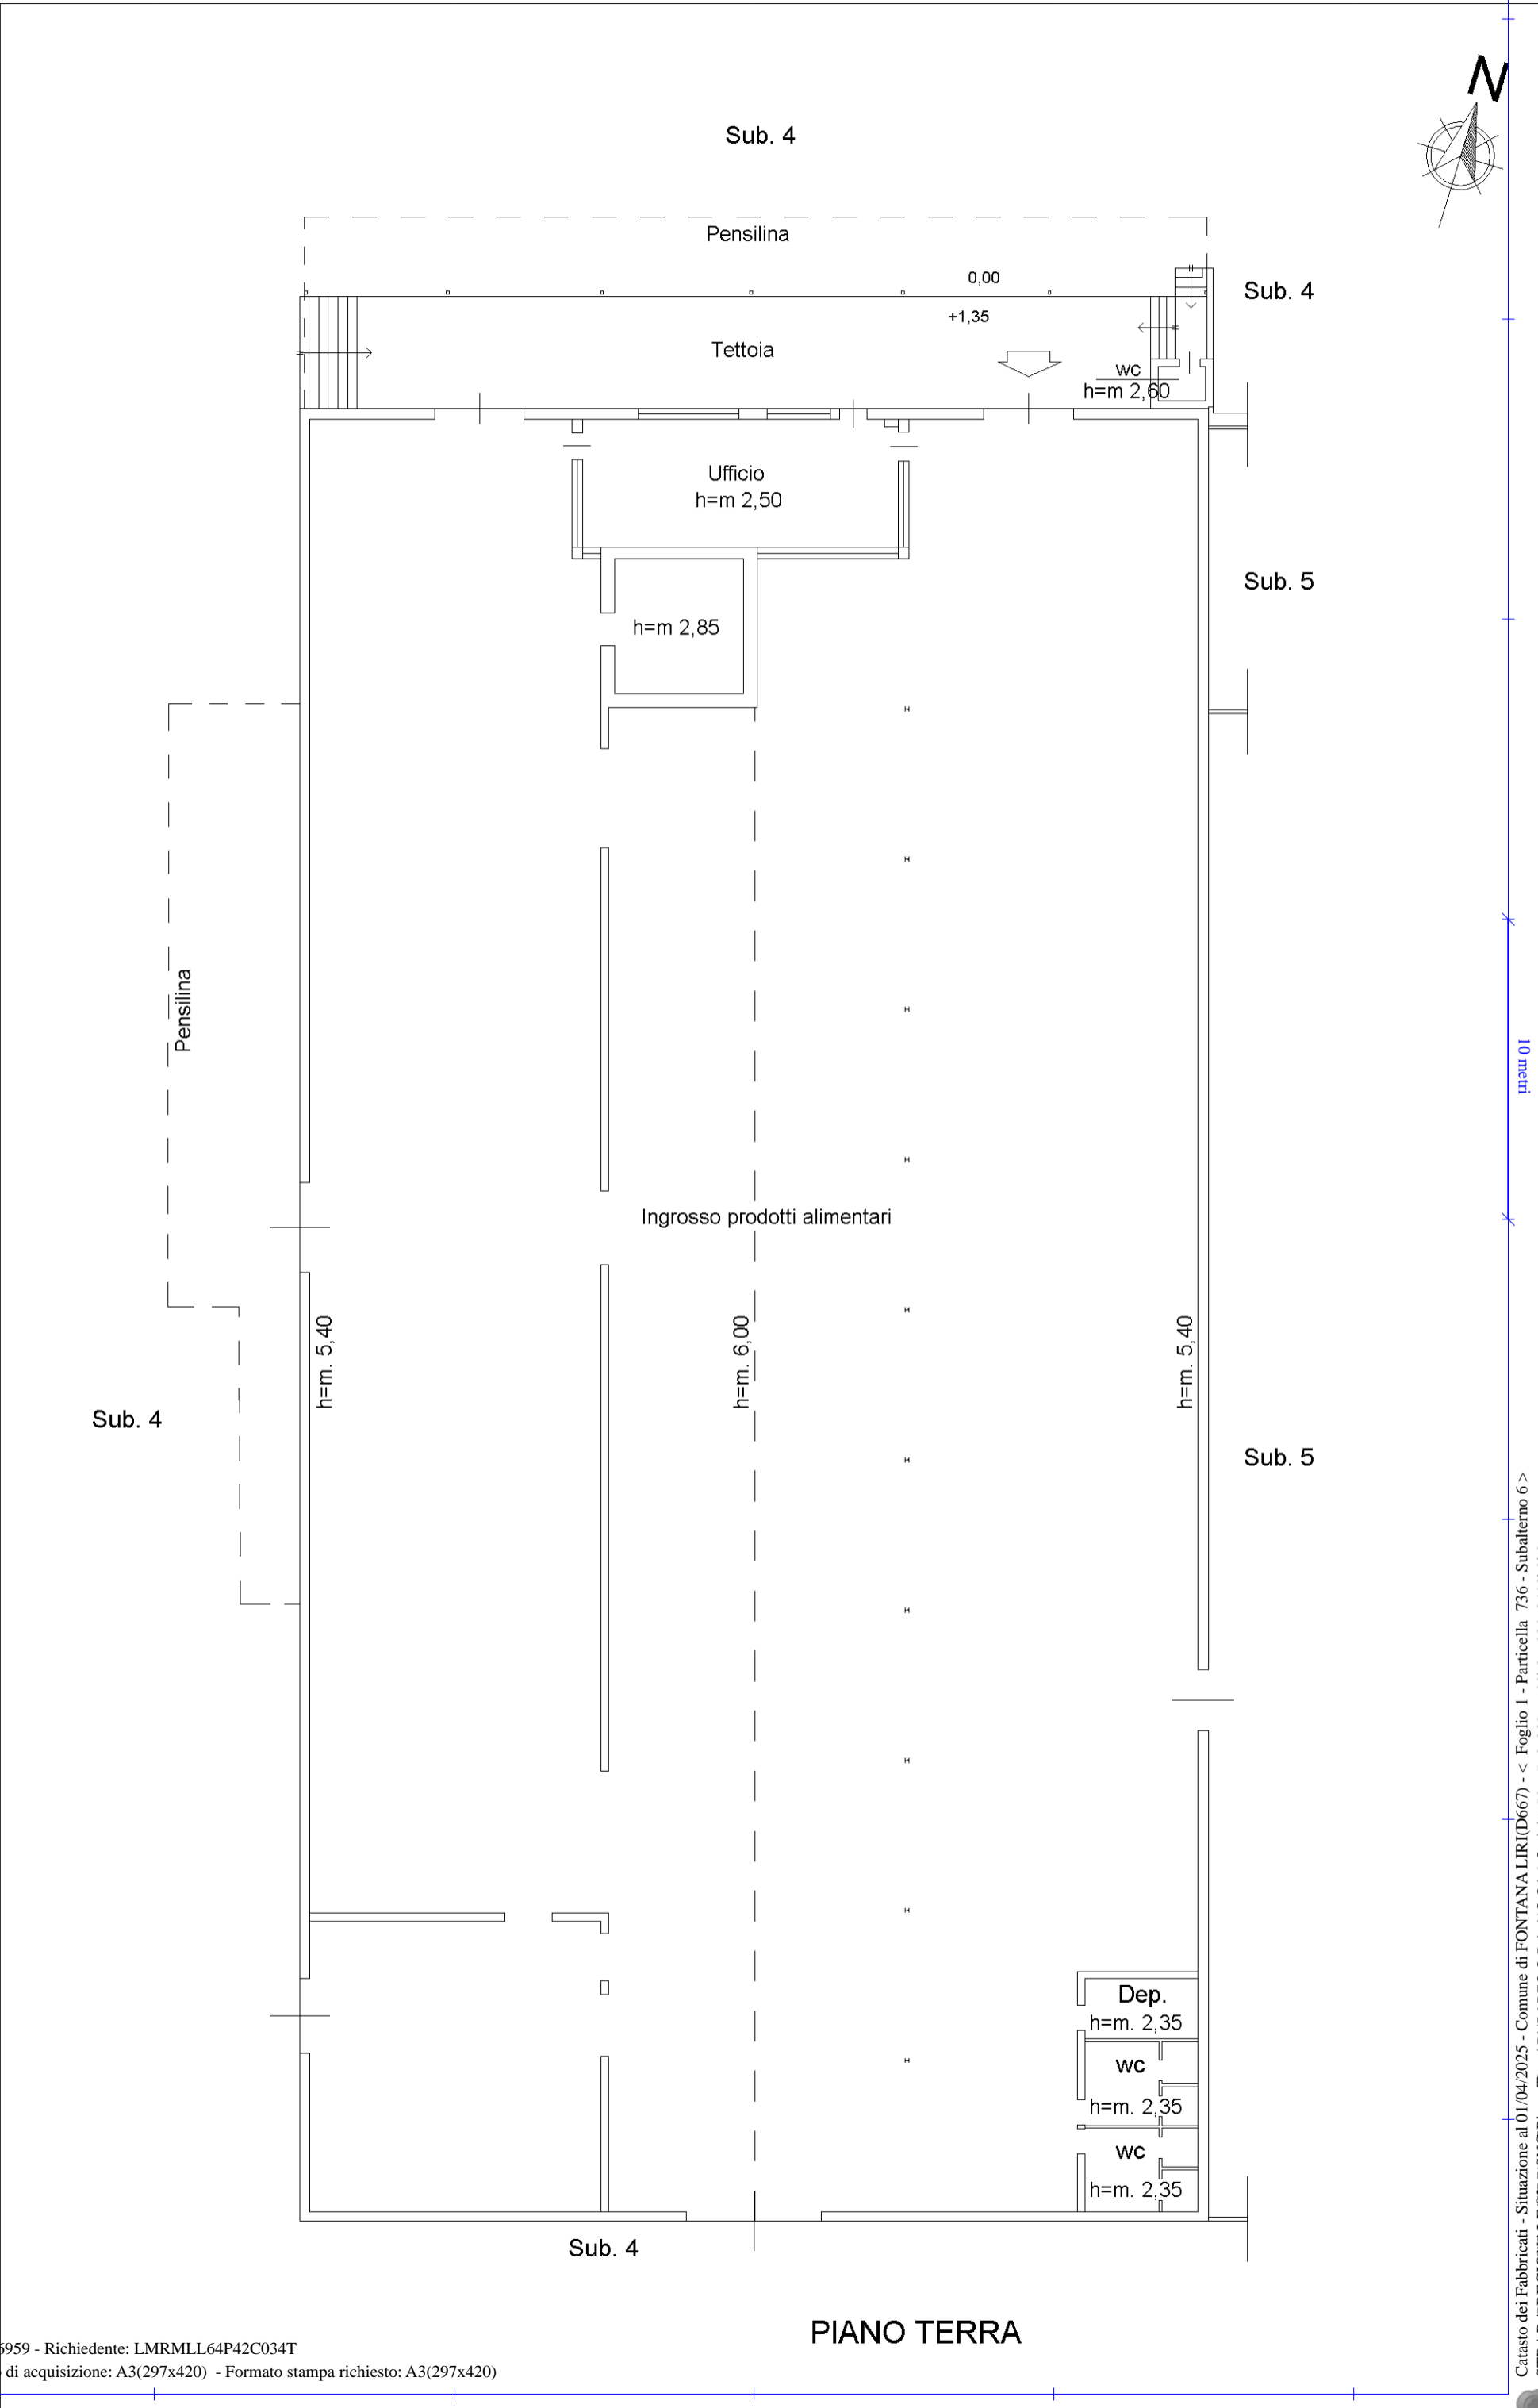 N
Sub. 4
Pensilina
0,00
Sub. 4
+1,35
Tettoia
WC
h=m 2,60
Ufficio
h=m 2,50
Sub. 5
h=m 2,85
Pensilina
10 metri
Ingrosso prodotti alimentari
h=m. 5,40
h=m. 6,00
h=m. 5,40
Sub. 4
Sub. 5
Dep.
h=m. 2,35
WC
h=m. 2,35
WC
h=m. 2,35
Sub. 4
PIANO TERRA
6959 - Richiedente: LMRMLL64P42C034T
di acquisizione: A3(297x420) - Formato stampa richiesto: A3(297x420)
Catasto dei Fabbricati - Situazione al 01/04/2025 - Comune di FONTANA LIRI(D667) - < Foglio 1 - Particella 736 - Subalterno 6 >